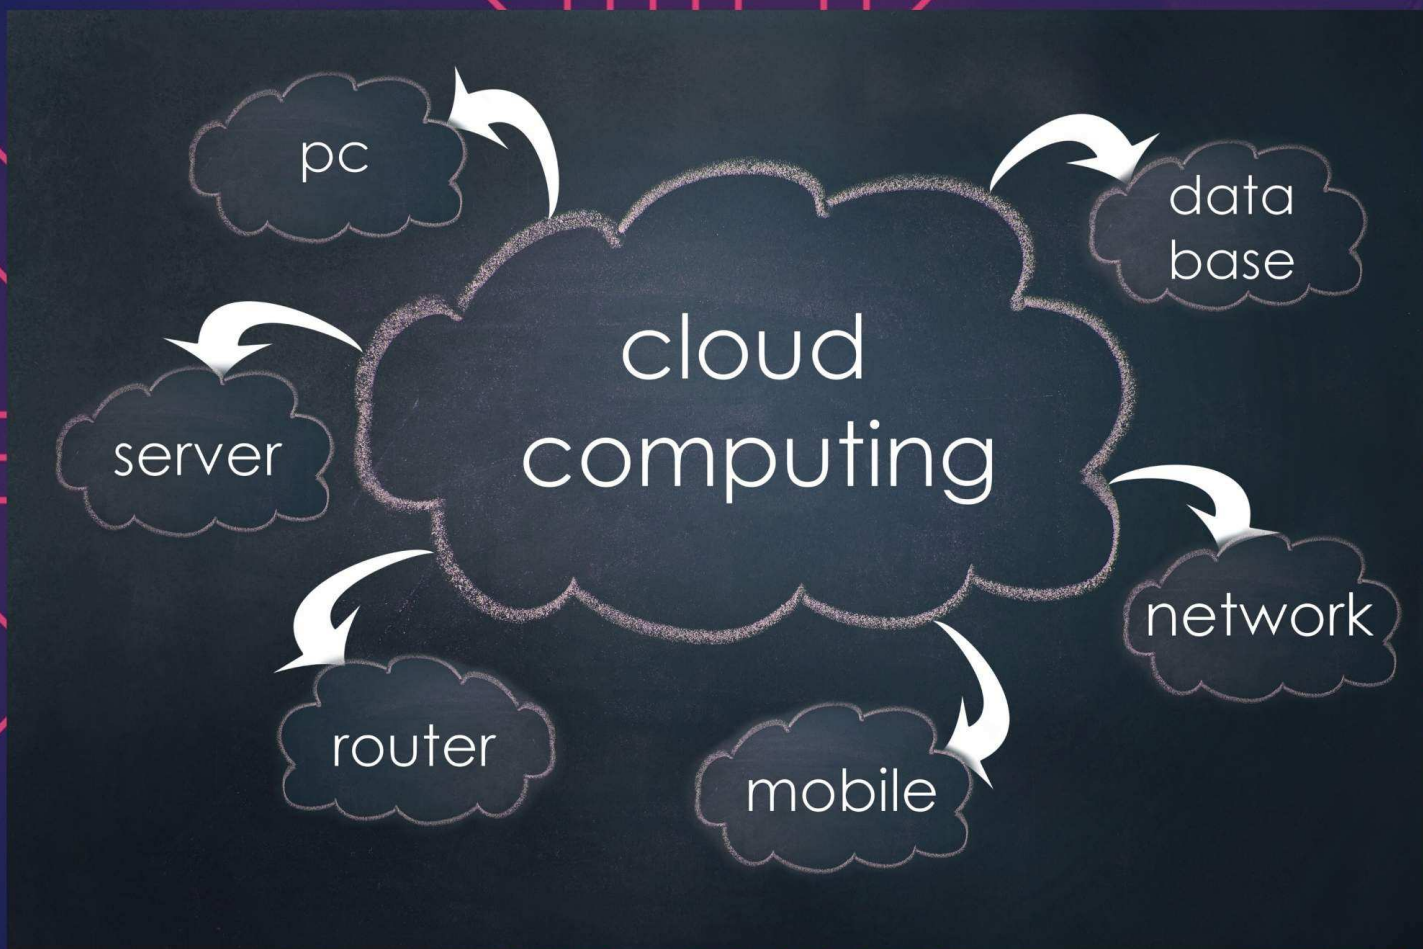 pc
data
base
cloud
computing
server
network
router
mobile